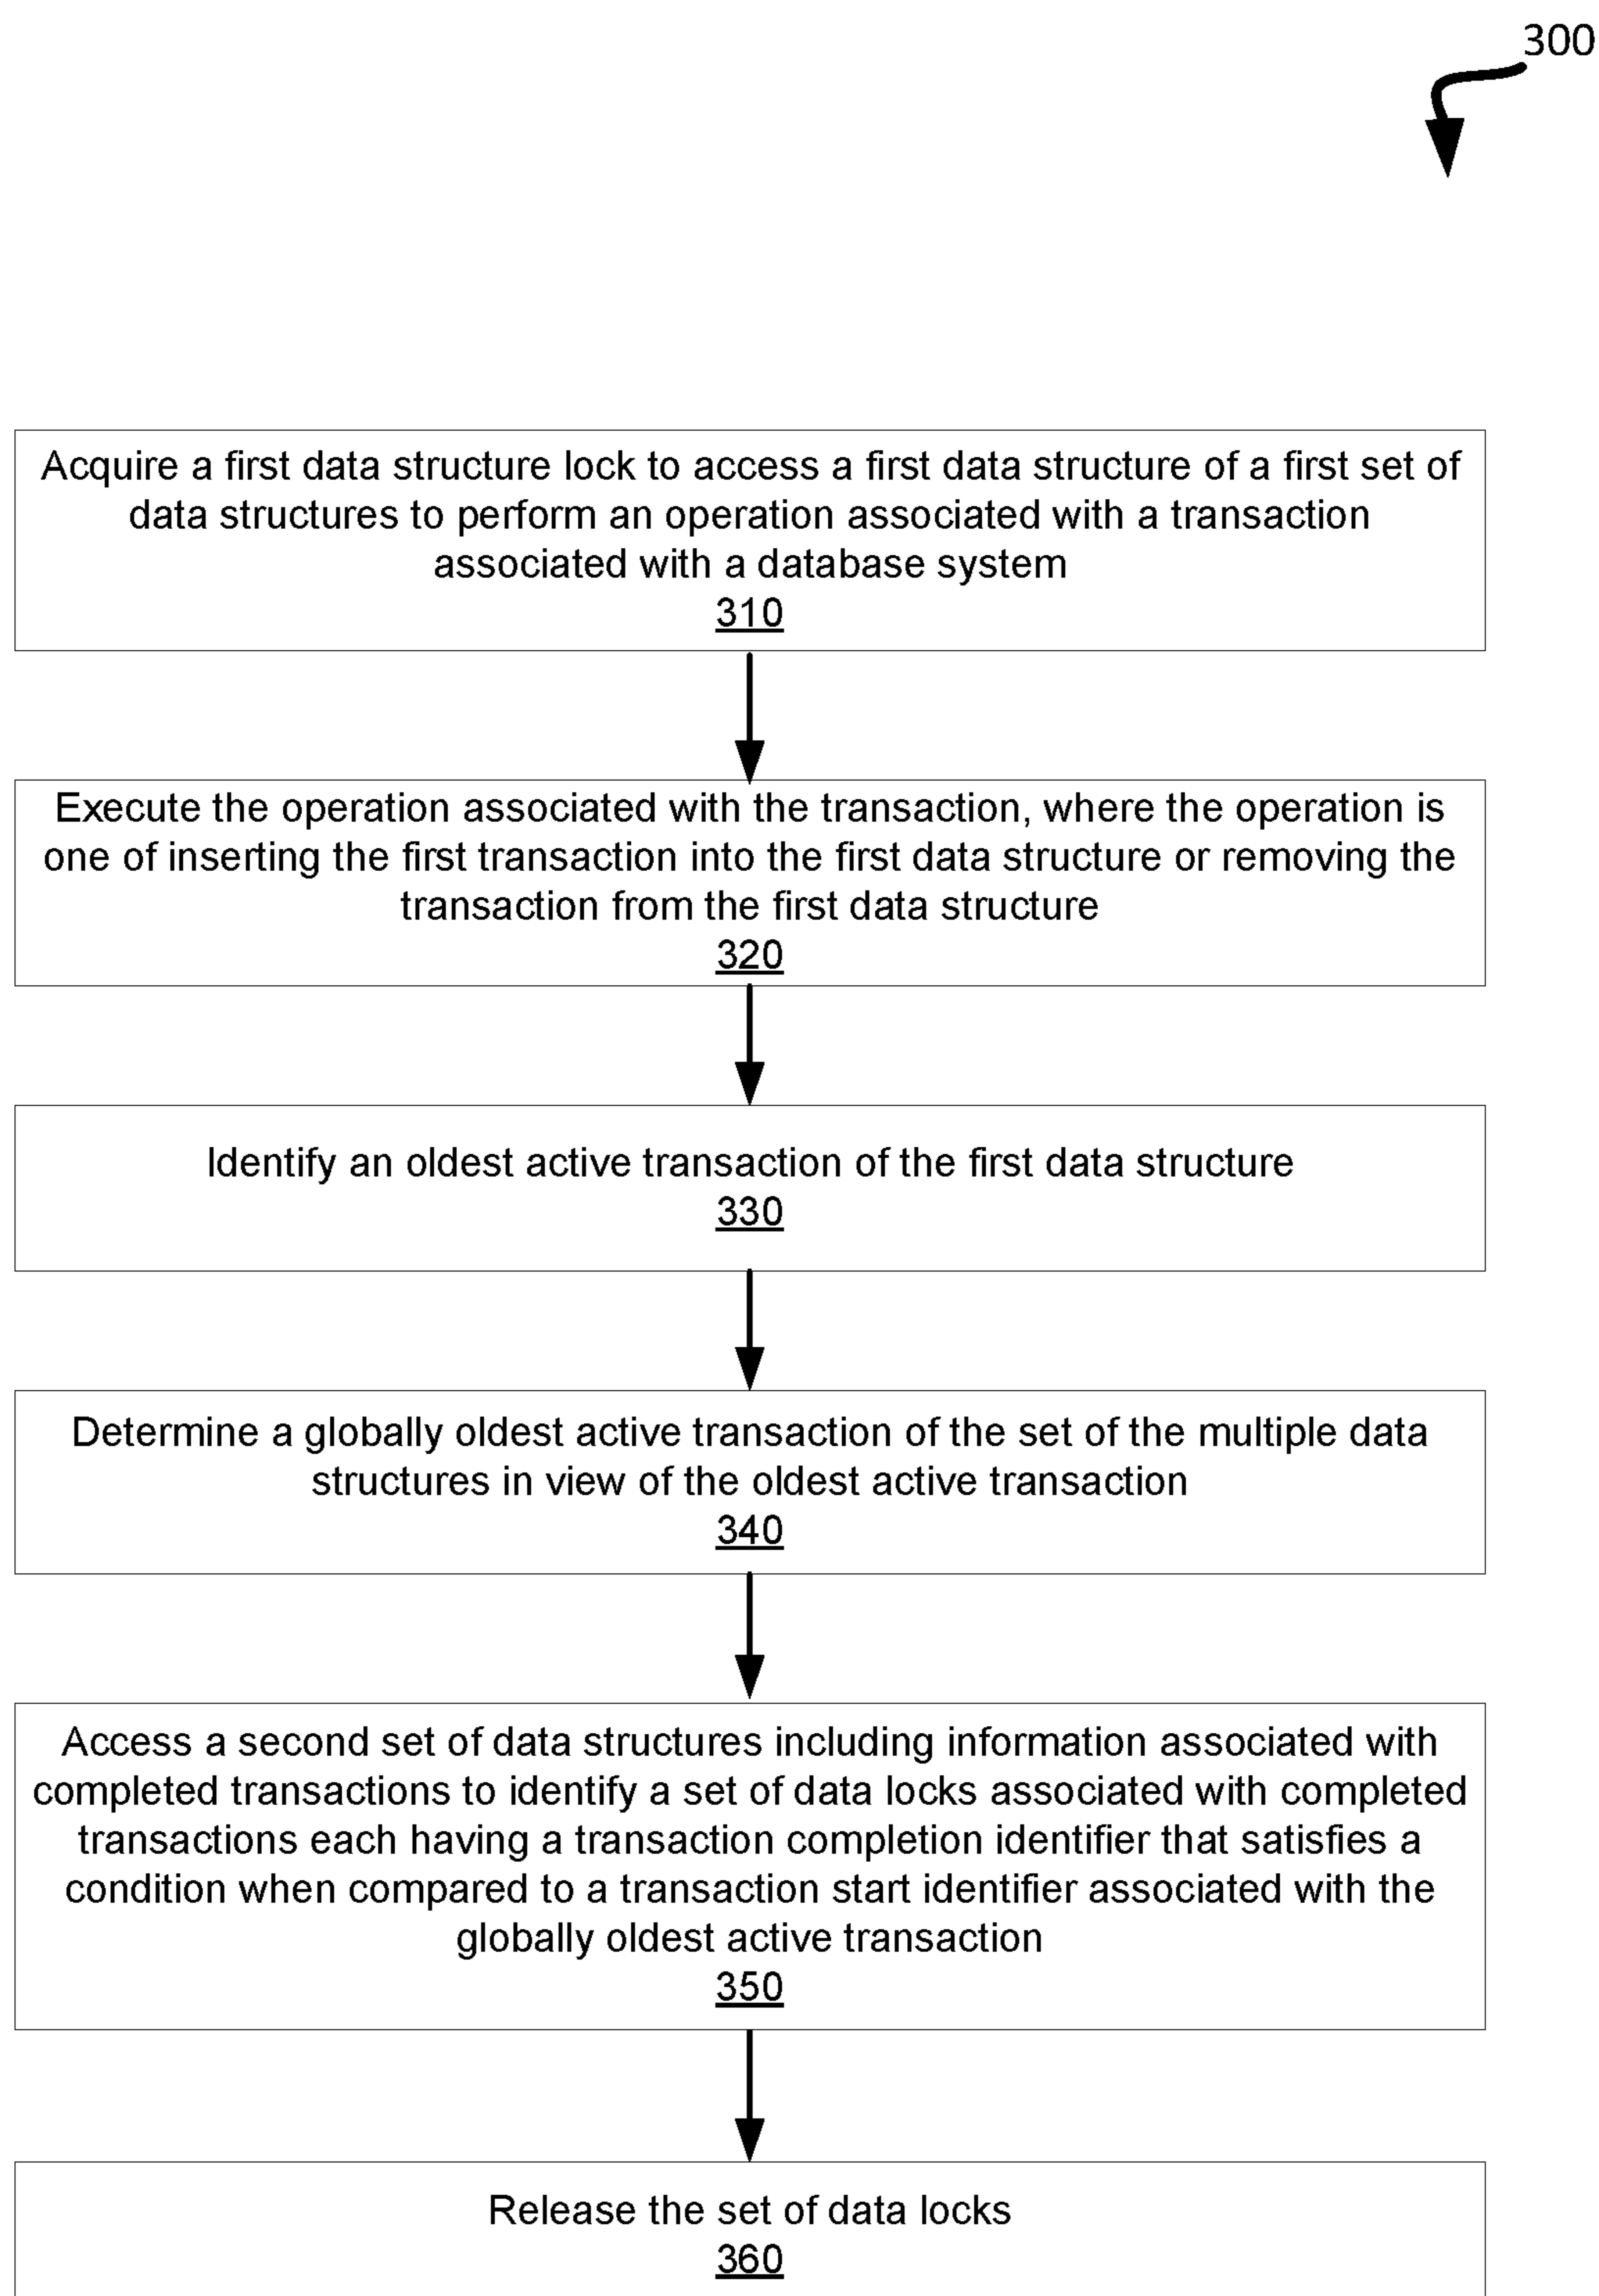 300
Acquire a first data structure lock to access a first data structure of a first set of
data structures to perform an operation associated with a transaction
associated with a database system
310
Execute the operation associated with the transaction, where the operation is
one of inserting the first transaction into the first data structure or removing the
transaction from the first data structure
320
Identify an oldest active transaction of the first data structure
330
Determine a globally oldest active transaction of the set of the multiple data
structures in view of the oldest active transaction
340
Access a second set of data structures including information associated with
completed transactions to identify a set of data locks associated with completed
transactions each having a transaction completion identifier that satisfies a
condition when compared to a transaction start identifier associated with the
globally oldest active transaction
350
Release the set of data locks
360